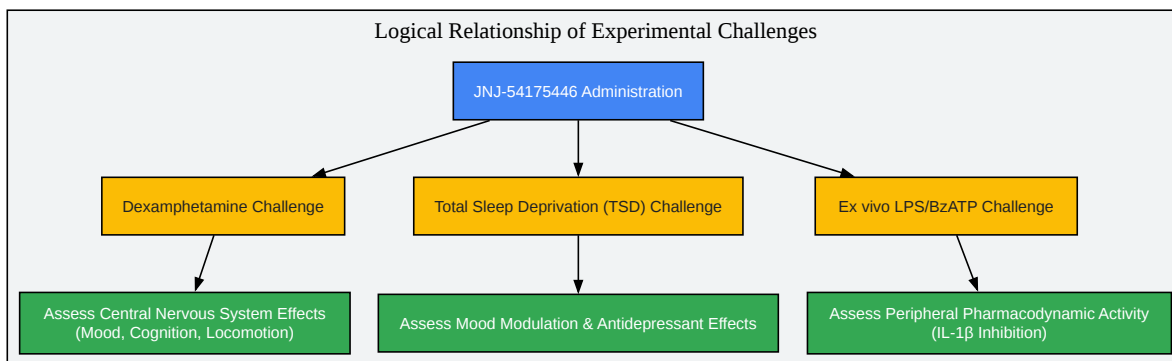 Logical Relationship of Experimental Challenges
JNJ-54175446 Administration
Dexamphetamine Challenge
Total Sleep Deprivation (TSD) Challenge
Ex vivo LPS/BzATP Challenge
Assess Central Nervous System Effects
(Mood, Cognition, Locomotion)
Assess Mood Modulation & Antidepressant Effects
Assess Peripheral Pharmacodynamic Activity
(IL-1β Inhibition)